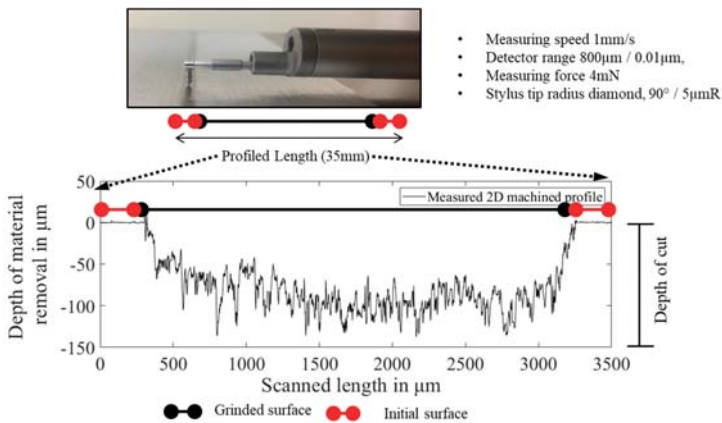 • Measuring speed 1mm/s
• Detector range 800µm / 0.01µm,
• Measuring force 4mN
• Stylus tip radius diamond, 90° / 5µmR
Profiled Length (35mm)
Measured 2D machined profile
Depth of material
removal in µm
50
0
-50
-100
-150
0
500
1000
1500
2000
2500
3000
3500
Scanned length in µm
Depth of cut
Grinded surface
Initial surface